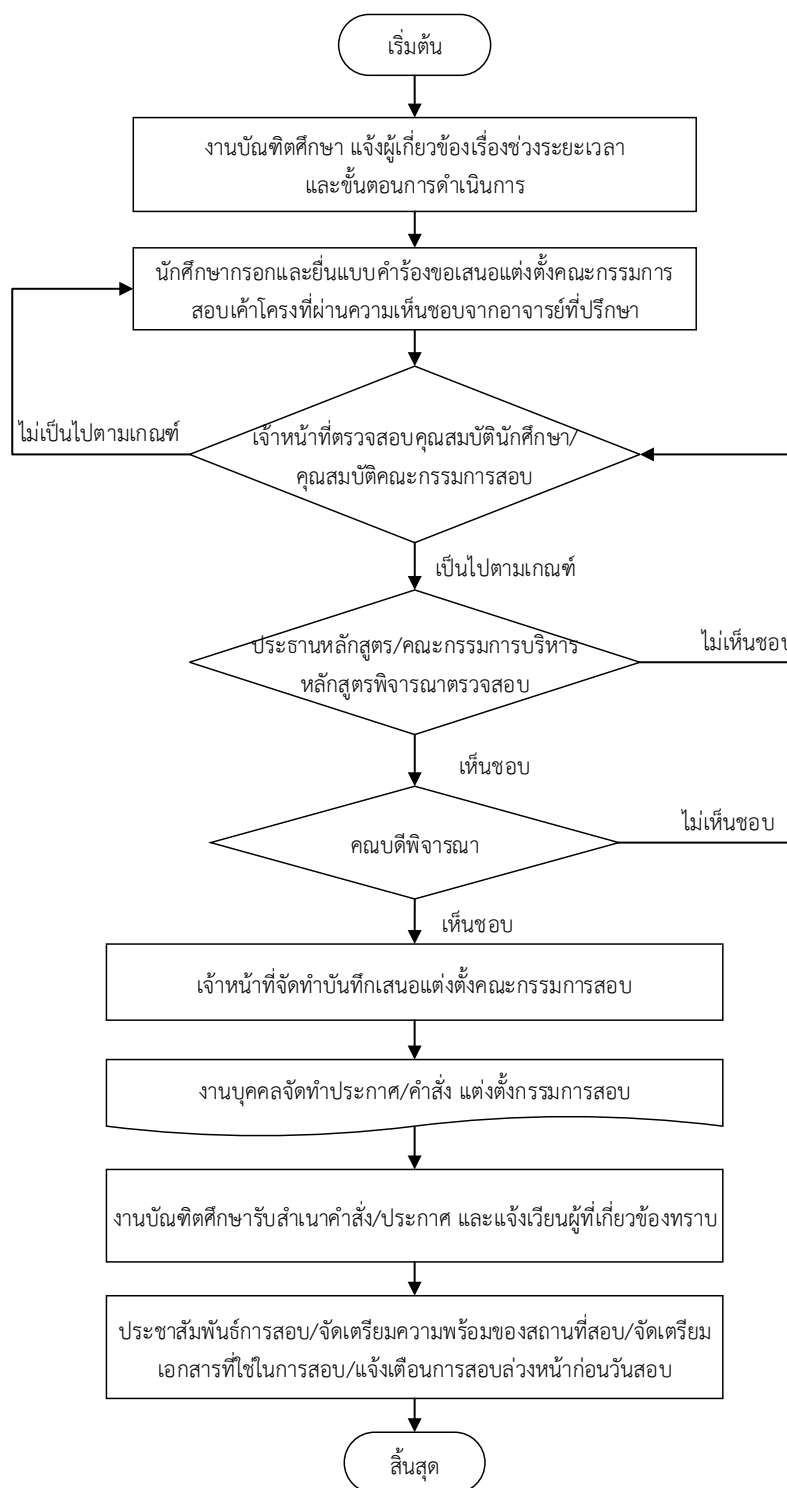 เริ่มต้น
งานบัณฑิตศึกษา แจ้งผู้เกี่ยวข้องเรื่องช่วงระยะเวลา
และขั้นตอนการดำเนินการ
นักศึกษากรอกและยื่นแบบคำร้องขอเสนอแต่งตั้งคณะกรรมการ
สอบเค้าโครงที่ผ่านความเห็นชอบจากอาจารย์ที่ปรึกษา
ไม่เป็นไปตามเกณฑ์
เจ้าหน้าที่ตรวจสอบคุณสมบัตินักศึกษา/
คุณสมบัติคณะกรรมการสอบ
เป็นไปตามเกณฑ์
ประธานหลักสูตร/คณะกรรมการบริหาร
หลักสูตรพิจารณาตรวจสอบ
ไม่เห็นชอบ
เห็นชอบ
คณบดีพิจารณา
ไม่เห็นชอบ
เห็นชอบ
เจ้าหน้าที่จัดทำบันทึกเสนอแต่งตั้งคณะกรรมการสอบ
งานบุคคลจัดทำประกาศ/คำสั่ง แต่งตั้งกรรมการสอบ
งานบัณฑิตศึกษารับสำเนาคำสั่ง/ประกาศ และแจ้งเวียนผู้ที่เกี่ยวข้องทราบ
ประชาสัมพันธ์การสอบ/จัดเตรียมความพร้อมของสถานที่สอบ/จัดเตรียม
เอกสารที่ใช่ในการสอบ/แจ้งเตือนการสอบล่วงหน้าก่อนวันสอบ
สิ้นสุด